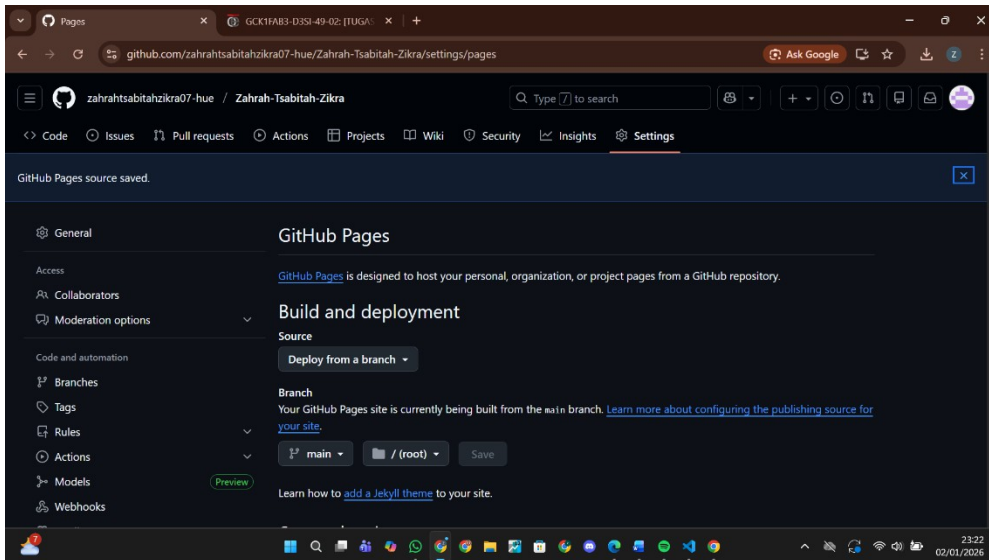 Pages
GCK1FAB3-D3SI-49-02: [TUGAS
github.com/zahrahtsabitahzikra07-hue/Zahrah-Tsabitah-Zikra/settings/pages
Ask Google
Z
zahrahtsabitahzikra07-hue / Zahrah-Tsabitah-Zikra
Type / to search
Code
Issues
Pull requests
Actions
Projects
Wiki
Security
Insights
Settings
GitHub Pages source saved.
General
Access
Collaborators
Moderation options
Code and automation
Branches
Tags
Rules
Actions
Models
Preview
Webhooks
GitHub Pages
GitHub Pages is designed to host your personal, organization, or project pages from a GitHub repository.
Build and deployment
Source
Deploy from a branch
Branch
Your GitHub Pages site is currently being built from the main branch. Learn more about configuring the publishing source for
your site.
main
/ (root)
Save
Learn how to add a Jekyll theme to your site.
23:22
02/01/2026